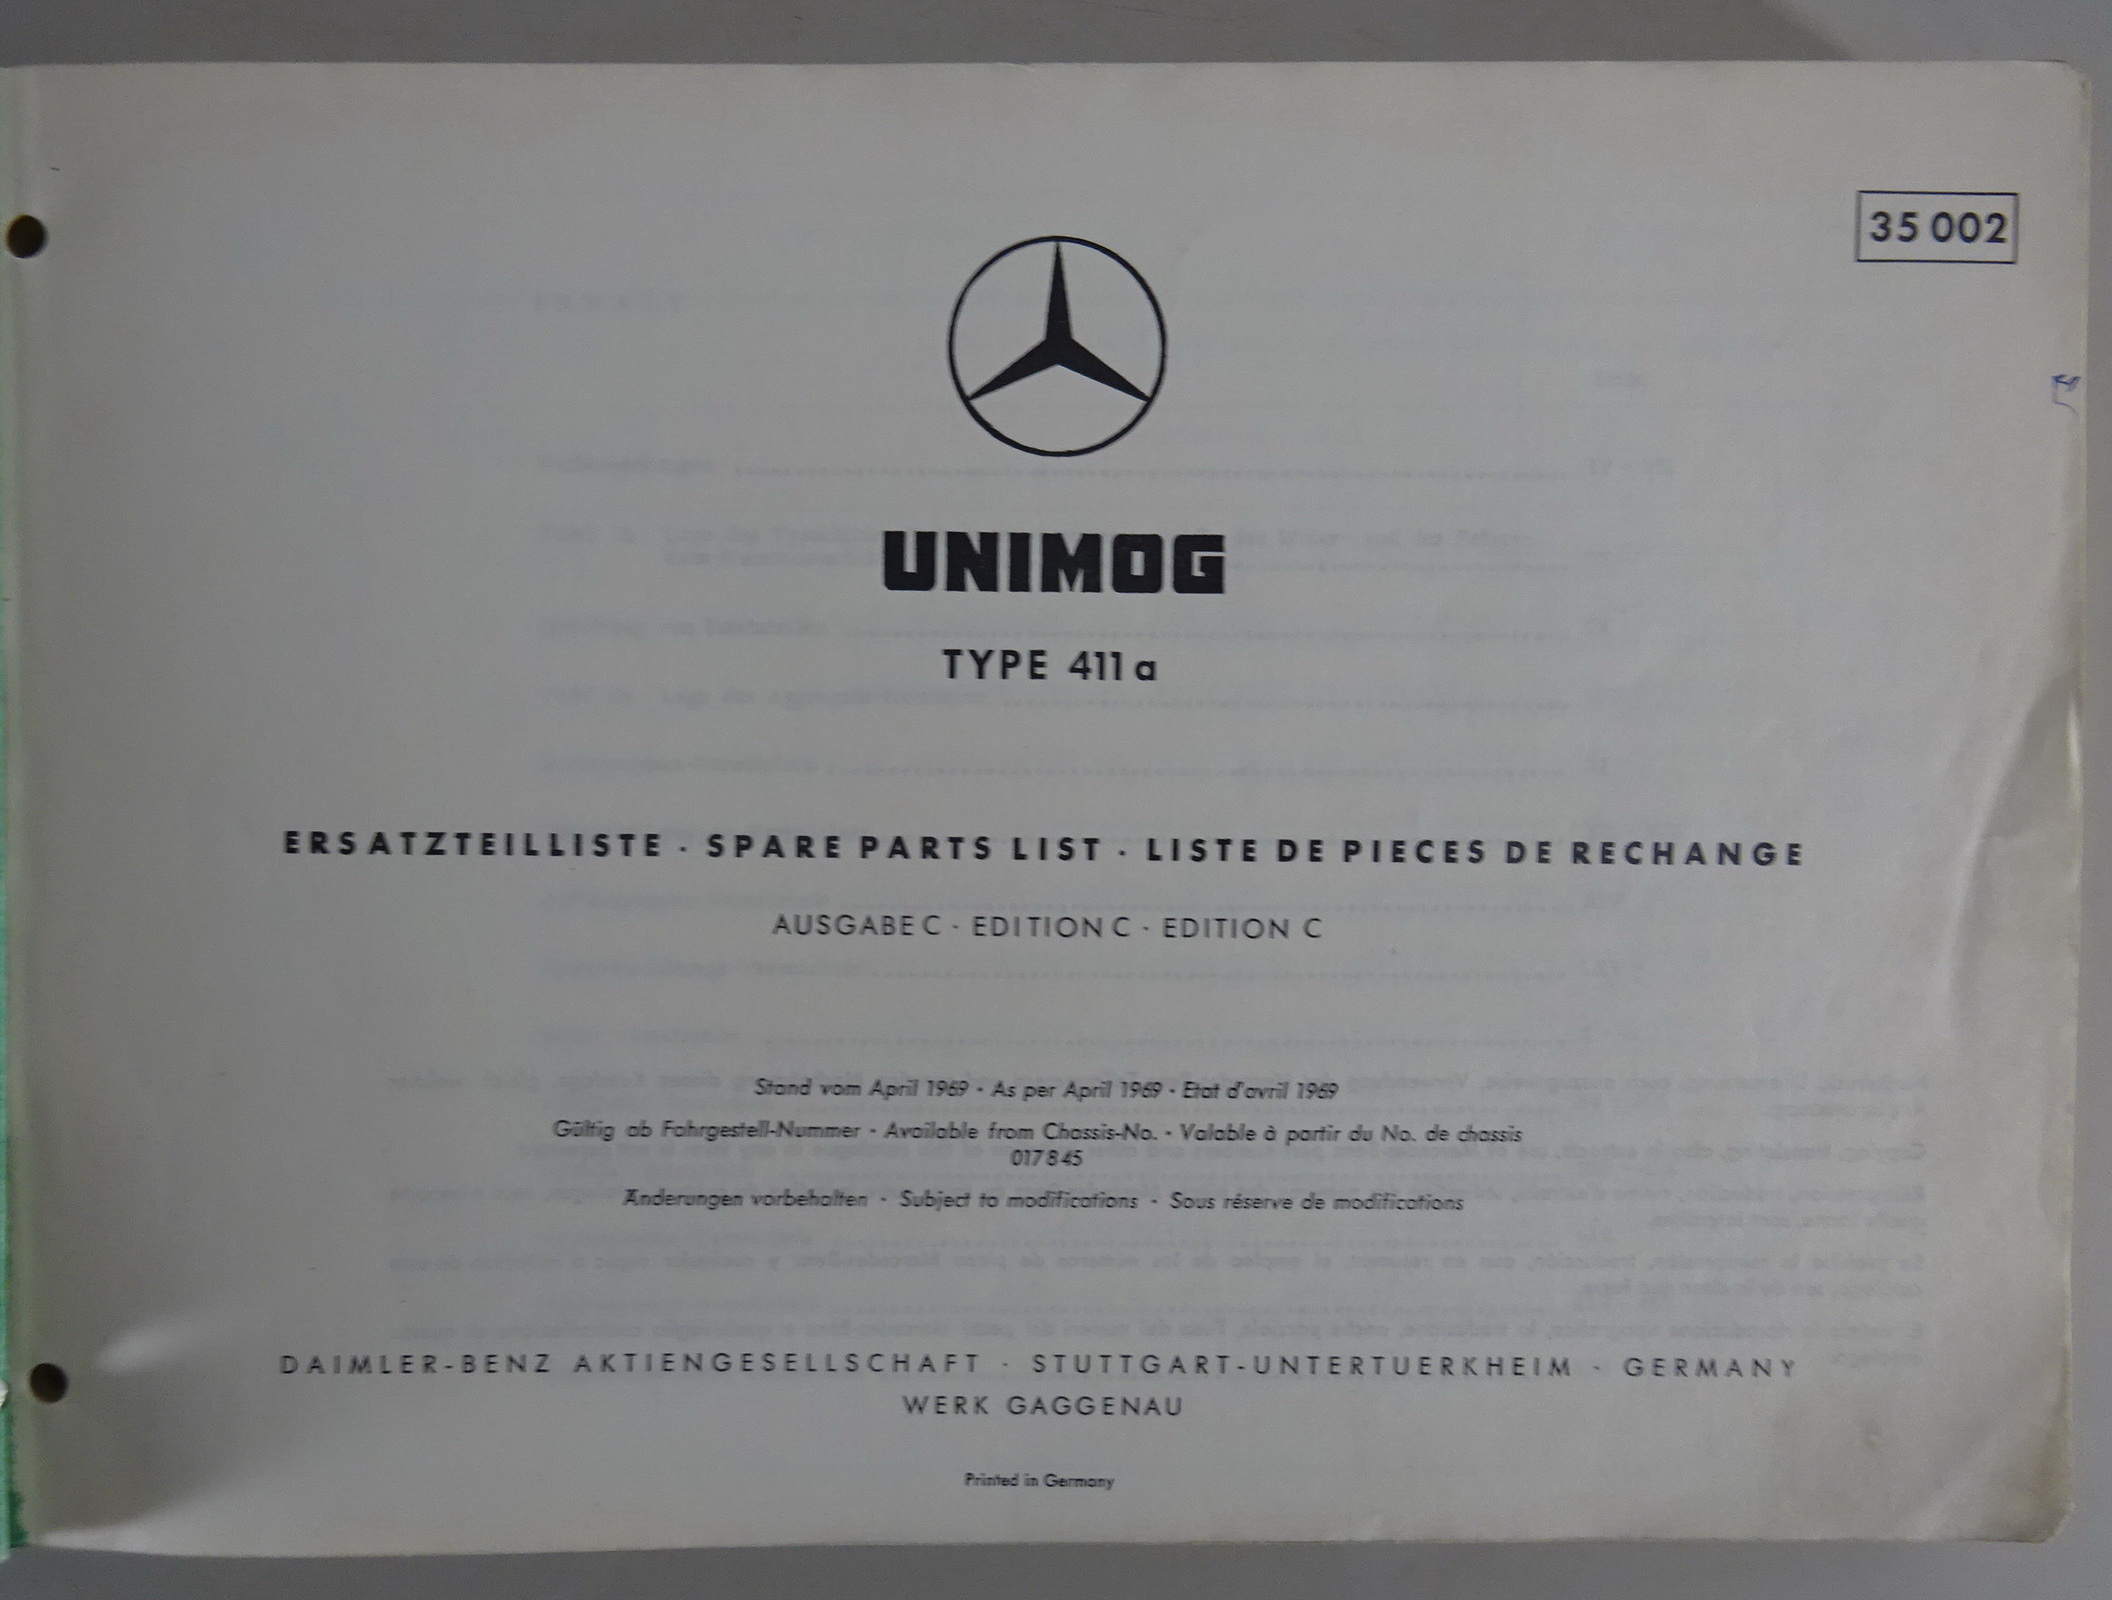 35 002
UNIMOG
TYPE 411 a
ERSATZTEILLISTE · SPARE PARTS LIST · LISTE DE PIECES DE RECHANGE
AUSGABE C · EDITION C · EDITION C
Stand vom April 1969 · As per April 1969 · Etat d'avril 1969
Gültig ab Fahrgestell-Nummer · Available from Chassis-No. · Valable à partir du No. de chassis
017845
Änderungen vorbehalten · Subject to modifications · Sous réserve de modifications
DAIMLER-BENZ AKTIENGESELLSCHAFT · STUTTGART-UNTERTUERKHEIM · GERMANY
WERK GAGGENAU
Printed in Germany